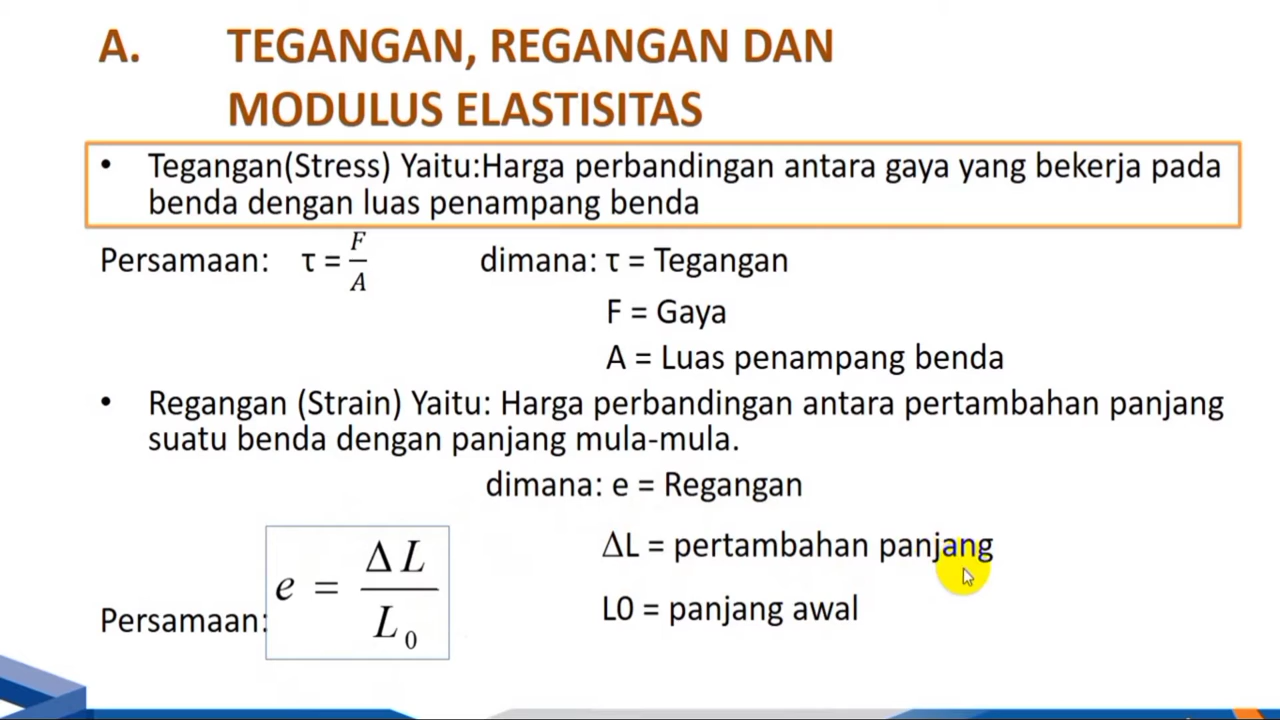 A. TEGANGAN, REGANGAN DAN
MODULUS ELASTISITAS
• Tegangan(Stress) Yaitu:Harga perbandingan antara gaya yang bekerja pada
benda dengan luas penampang benda
Persamaan: τ = F/A dimana: τ = Tegangan
F = Gaya
A = Luas penampang benda
• Regangan (Strain) Yaitu: Harga perbandingan antara pertambahan panjang
suatu benda dengan panjang mula-mula.
dimana: e = Regangan
ΔL = pertambahan panjang
Persamaan: e = ΔL/L₀
L0 = panjang awal